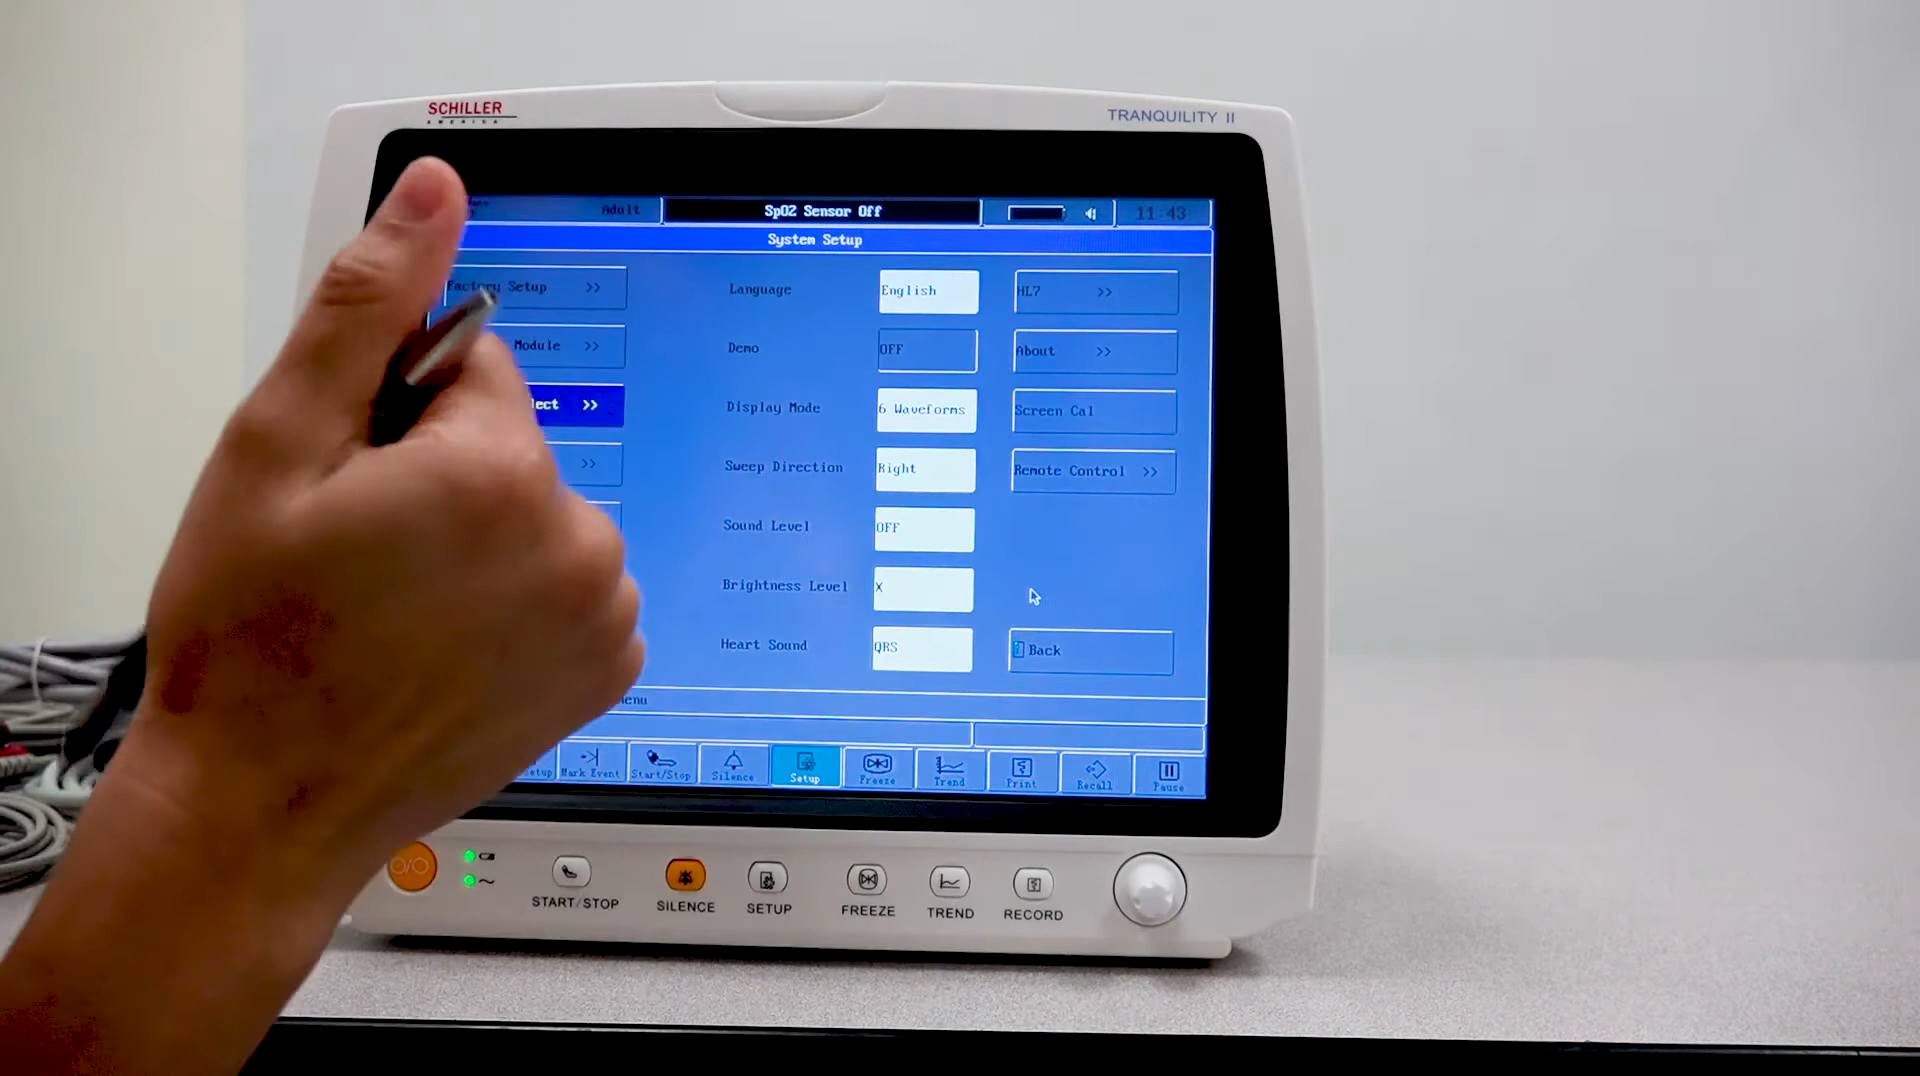 SCHILLER
AMERICA
TRANQUILITY II
Adult
SpO2 Sensor Off
11:43
System Setup
Factory Setup >>
Language
English
HL7 >>
Module >>
Demo
OFF
About >>
>>
Display Mode
6 Waveforms
Screen Cal
>>
Sweep Direction
Right
Remote Control >>
Sound Level
OFF
Brightness Level
X
Heart Sound
QRS
Back
Mark Event
Start/Stop
Silence
Setup
Freeze
Trend
Print
Recall
Pause
START/STOP
SILENCE
SETUP
FREEZE
TREND
RECORD